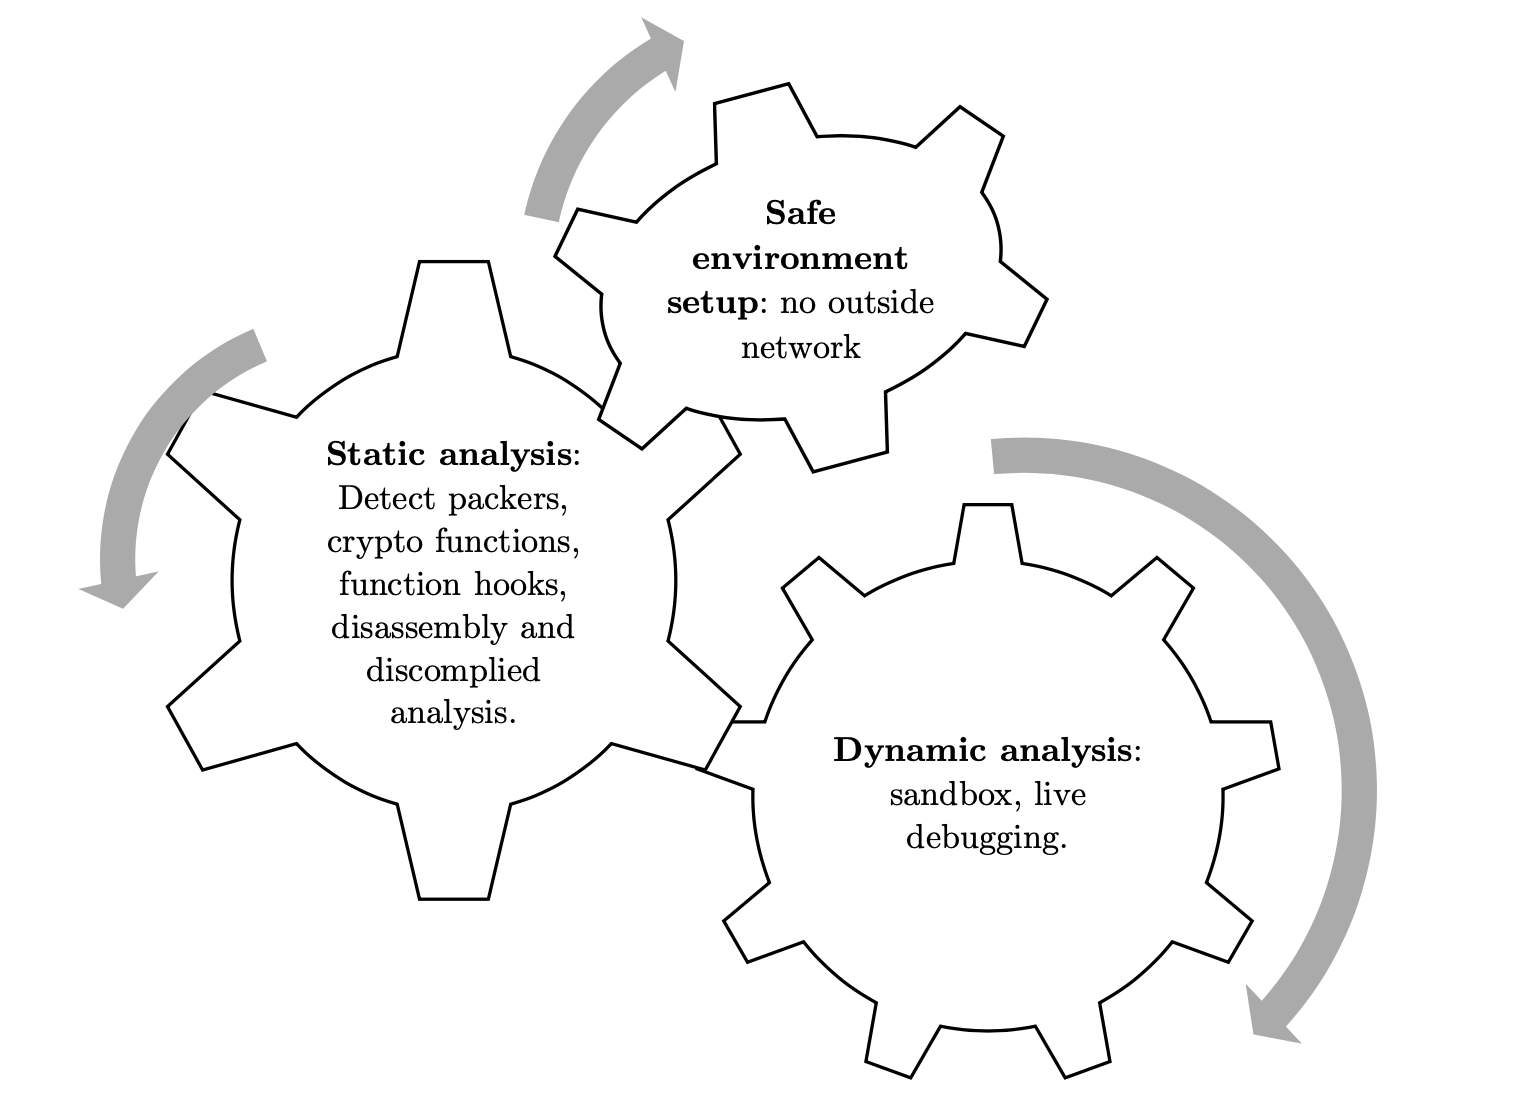 Safe
environment
setup: no outside
network
Static analysis:
Detect packers,
crypto functions,
function hooks,
disassembly and
discomplied
analysis.
Dynamic analysis:
sandbox, live
debugging.